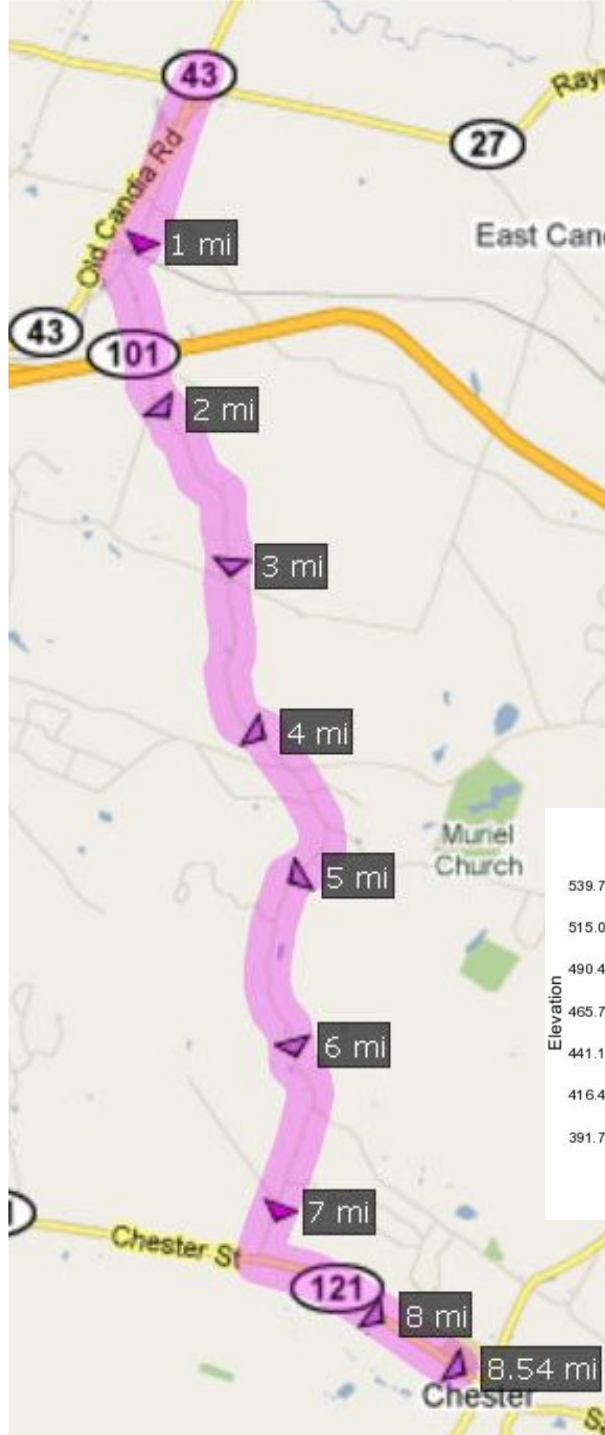 43
Old Candia Rd
27
1 mi
43
101
2 mi
3 mi
4 mi
Muriel
Church
5 mi
539.7
515.0
490.4
465.7
441.1
416.4
391.7
Elevation
6 mi
7 mi
Chester St
121
8 mi
8.54 mi
Chester